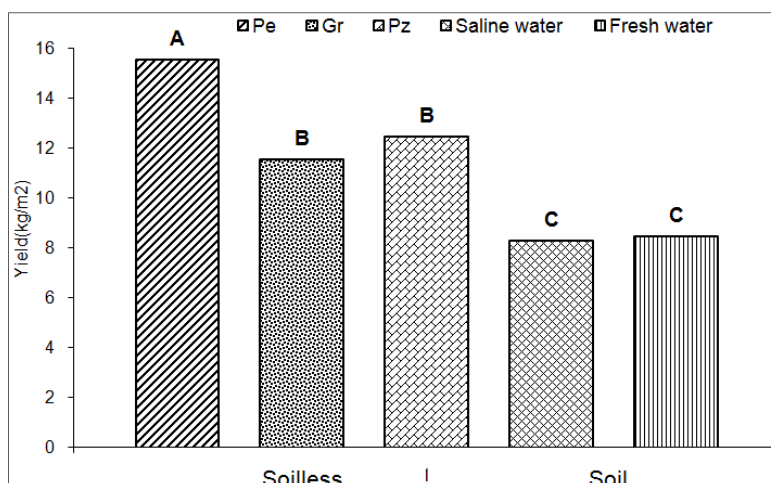 Pe Gr Pz Saline water Fresh water
A
B
B
C
C
Yield(kg/m2)
16
14
12
10
8
6
4
2
0
Soilless | Soil